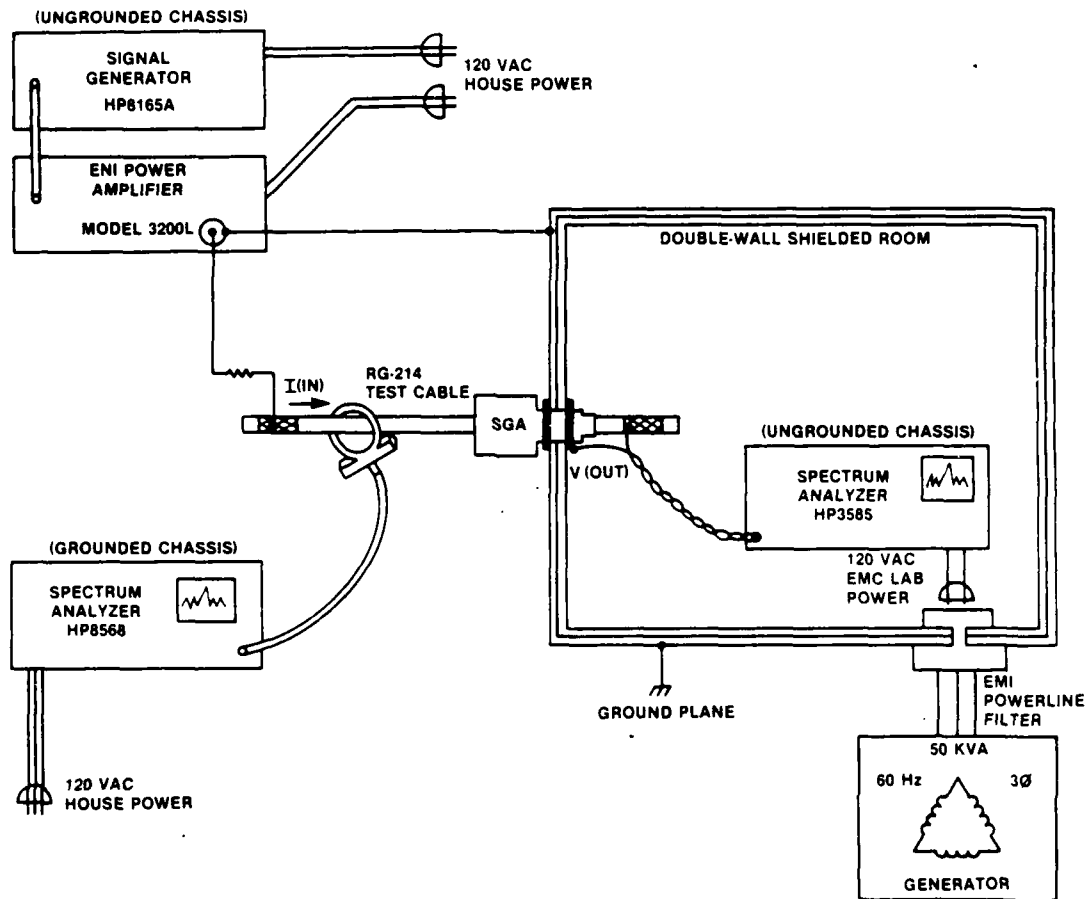 (UNGROUNDED CHASSIS)
SIGNAL
GENERATOR
HP8165A
120 VAC
HOUSE POWER
ENI POWER
AMPLIFIER
MODEL 3200L
DOUBLE-WALL SHIELDED ROOM
I(IN)
RG-214
TEST CABLE
SGA
V (OUT)
(UNGROUNDED CHASSIS)
SPECTRUM
ANALYZER
HP3585
120 VAC
EMC LAB
POWER
(GROUNDED CHASSIS)
SPECTRUM
ANALYZER
HP8568
120 VAC
HOUSE POWER
GROUND PLANE
EMI
POWERLINE
FILTER
50 KVA
60 Hz
3Ø
GENERATOR